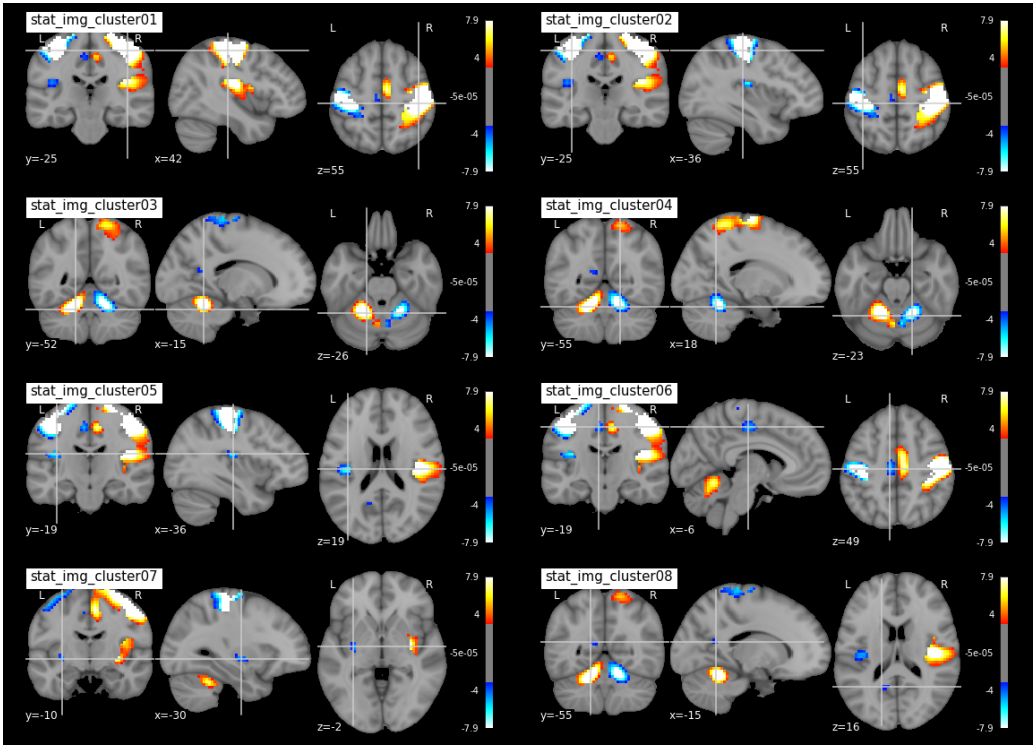 stat_img_cluster01
L R L R
7.9
4
-5e-05
-4
-7.9
y=-25 x=42 z=55
stat_img_cluster02
L R L R
7.9
4
-5e-05
-4
-7.9
y=-25 x=-36 z=55
stat_img_cluster03
L R L R
7.9
4
-5e-05
-4
-7.9
y=-52 x=-15 z=-26
stat_img_cluster04
L R L R
7.9
4
-5e-05
-4
-7.9
y=-55 x=18 z=-23
stat_img_cluster05
L R L R
7.9
4
-5e-05
-4
-7.9
y=-19 x=-36 z=19
stat_img_cluster06
L R L R
7.9
4
-5e-05
-4
-7.9
y=-19 x=-6 z=49
stat_img_cluster07
L R L R
7.9
4
-5e-05
-4
-7.9
y=-10 x=-30 z=-2
stat_img_cluster08
L R L R
7.9
4
-5e-05
-4
-7.9
y=-55 x=-15 z=16